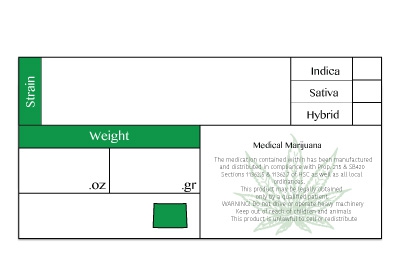 Strain
Indica
Sativa
Hybrid
Weight
.oz
.gr
Medical Marijuana
The medication contained within has been manufactured
and distributed in compliance with Prop 215 & SB420
Sections 11362.5 & 11362.7 of HSC as well as all local
ordinances.
This product may be legally obtained
only by a qualified patient.
WARNING: Do not drive or operate heavy machinery
Keep out of reach of children and animals
This product is unlawful to sell or redistribute